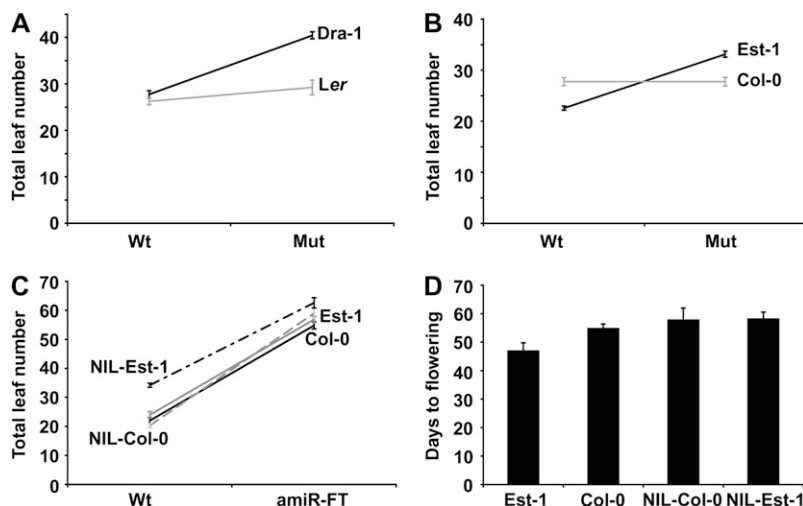 A
Total leaf number
40
30
20
10
0
Dra-1
Ler
Wt
Mut
B
Total leaf number
40
30
20
10
0
Est-1
Col-0
Wt
Mut
C
Total leaf number
70
60
50
40
30
20
10
0
NIL-Est-1
NIL-Col-0
Est-1
Col-0
Wt
amiR-FT
D
Days to flowering
70
60
50
40
30
20
10
0
Est-1
Col-0
NIL-Col-0
NIL-Est-1